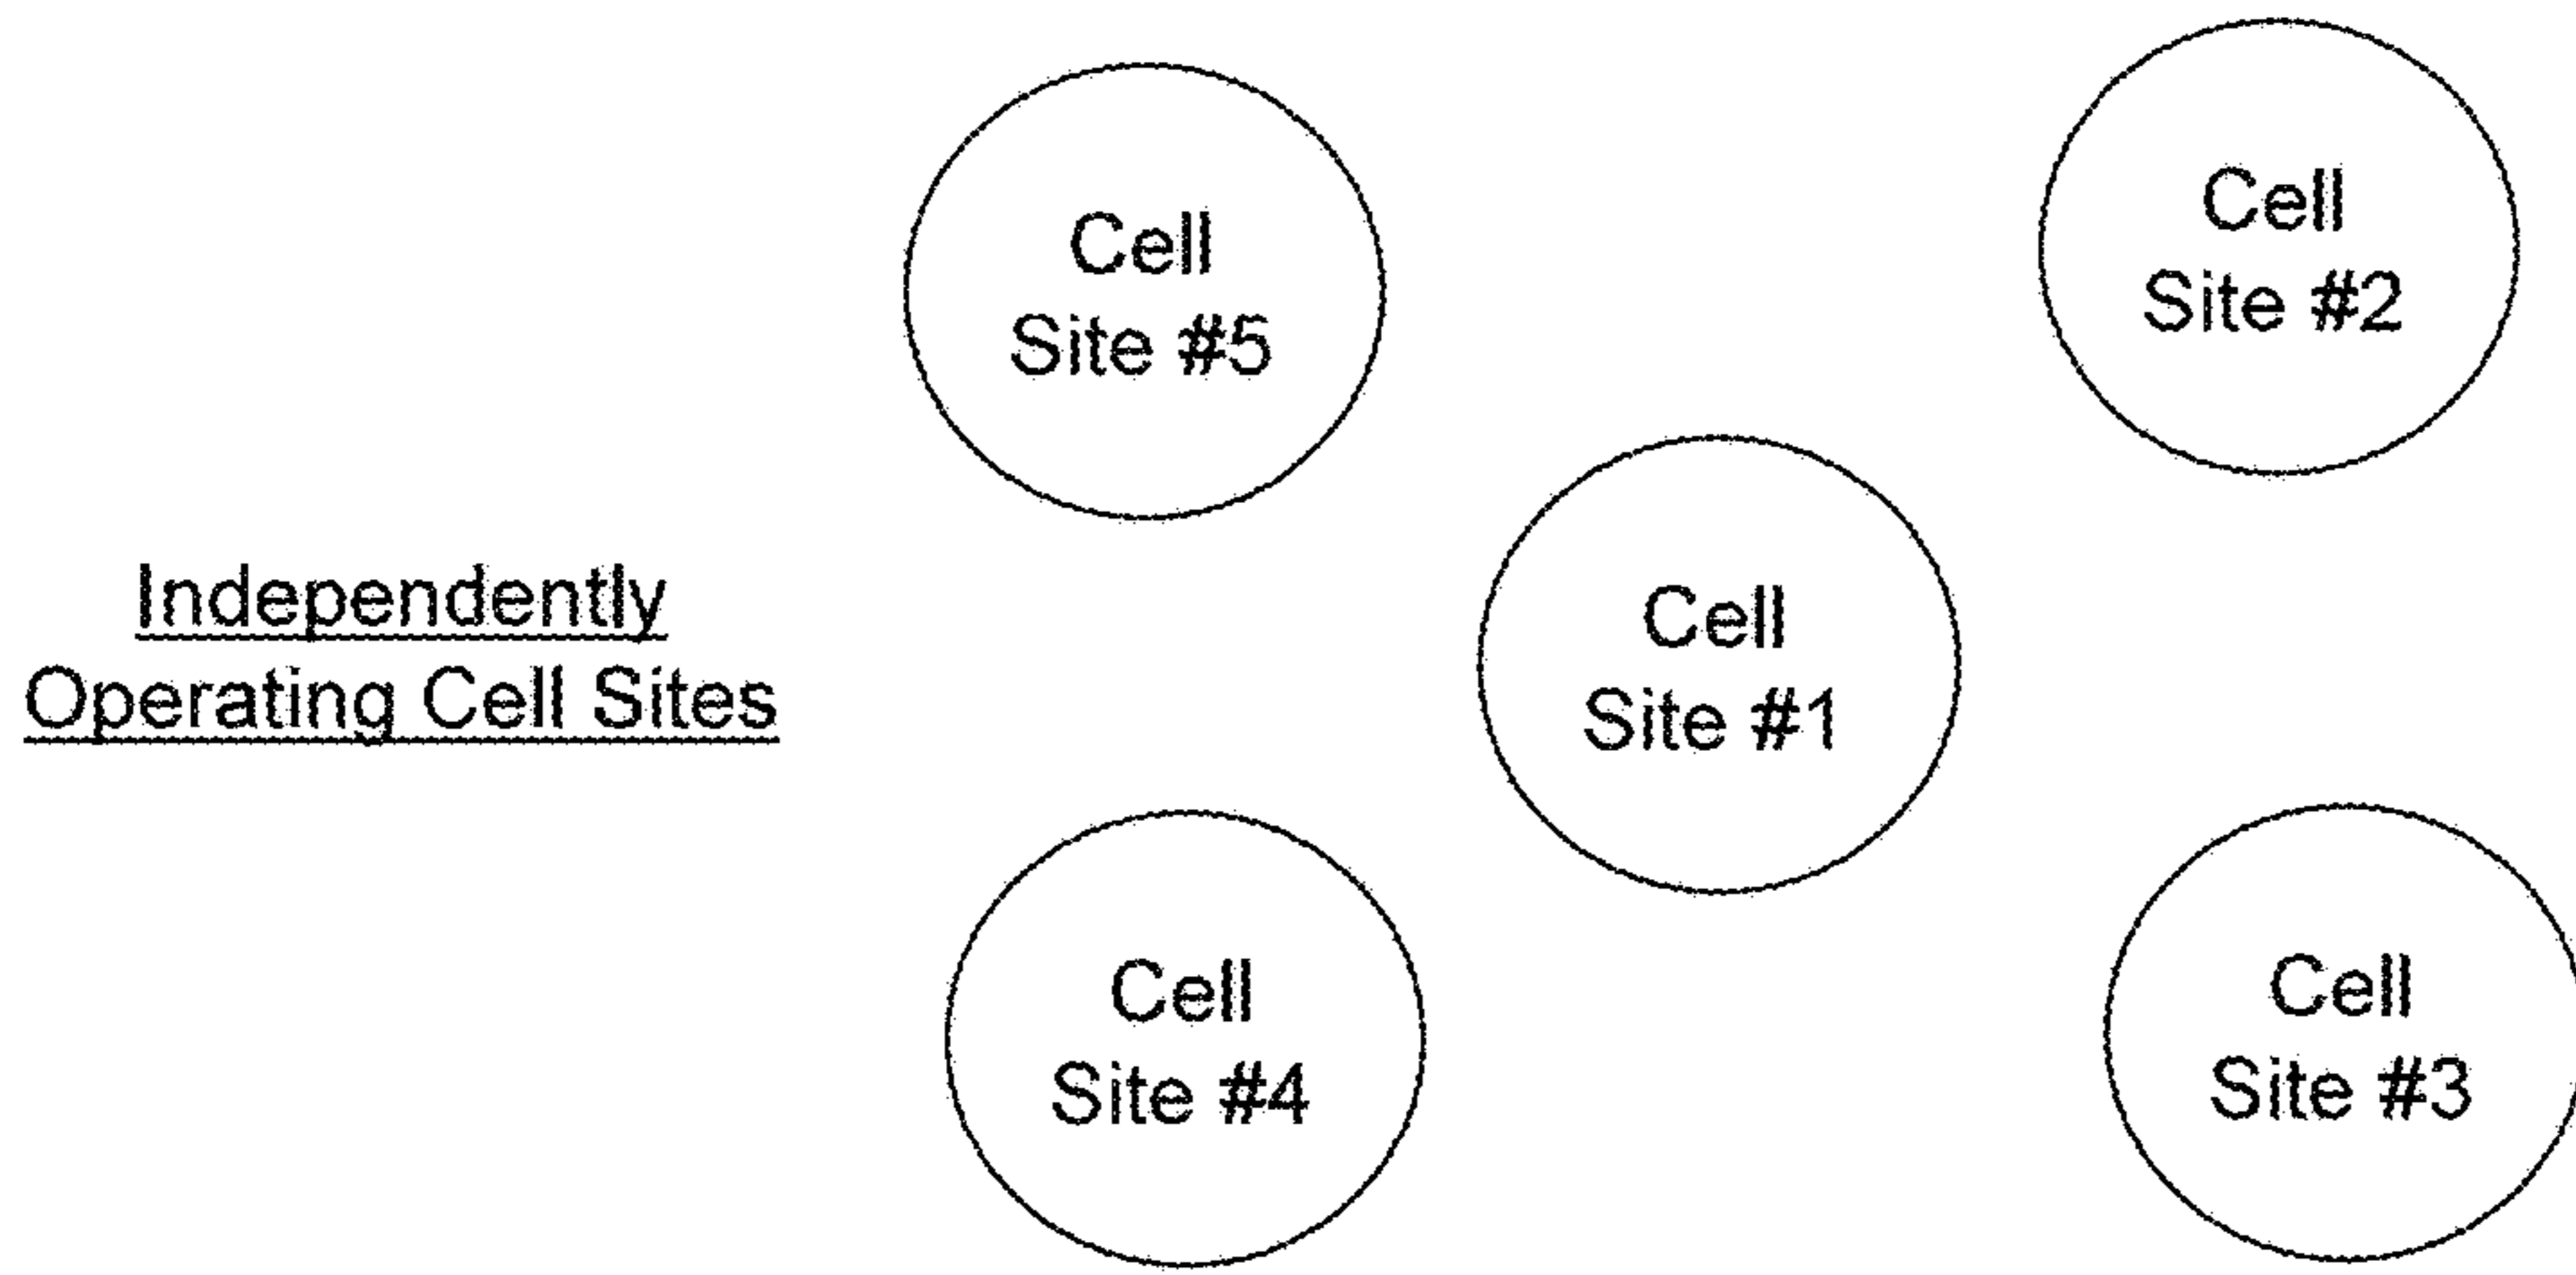 Cell
Site #5
Cell
Site #2
Independently
Operating Cell Sites
Cell
Site #1
Cell
Site #4
Cell
Site #3